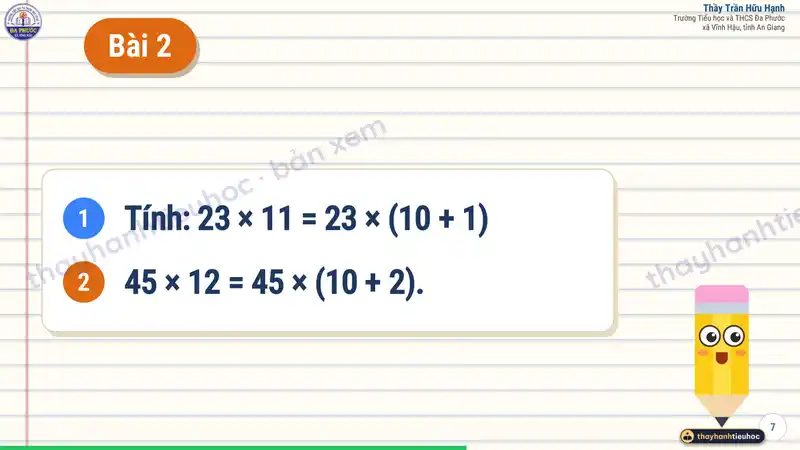 Thầy Trần Hữu Hạnh
Trường Tiểu học và THCS Đa Phước
xã Vĩnh Hậu, tỉnh An Giang
ĐA PHƯỚC
Bài 2
thayhanhtieuhoc · bản xem
1 Tính: 23 × 11 = 23 × (10 + 1)
2 45 × 12 = 45 × (10 + 2).
thayhanhtie
thayhanhtieuhoc
7